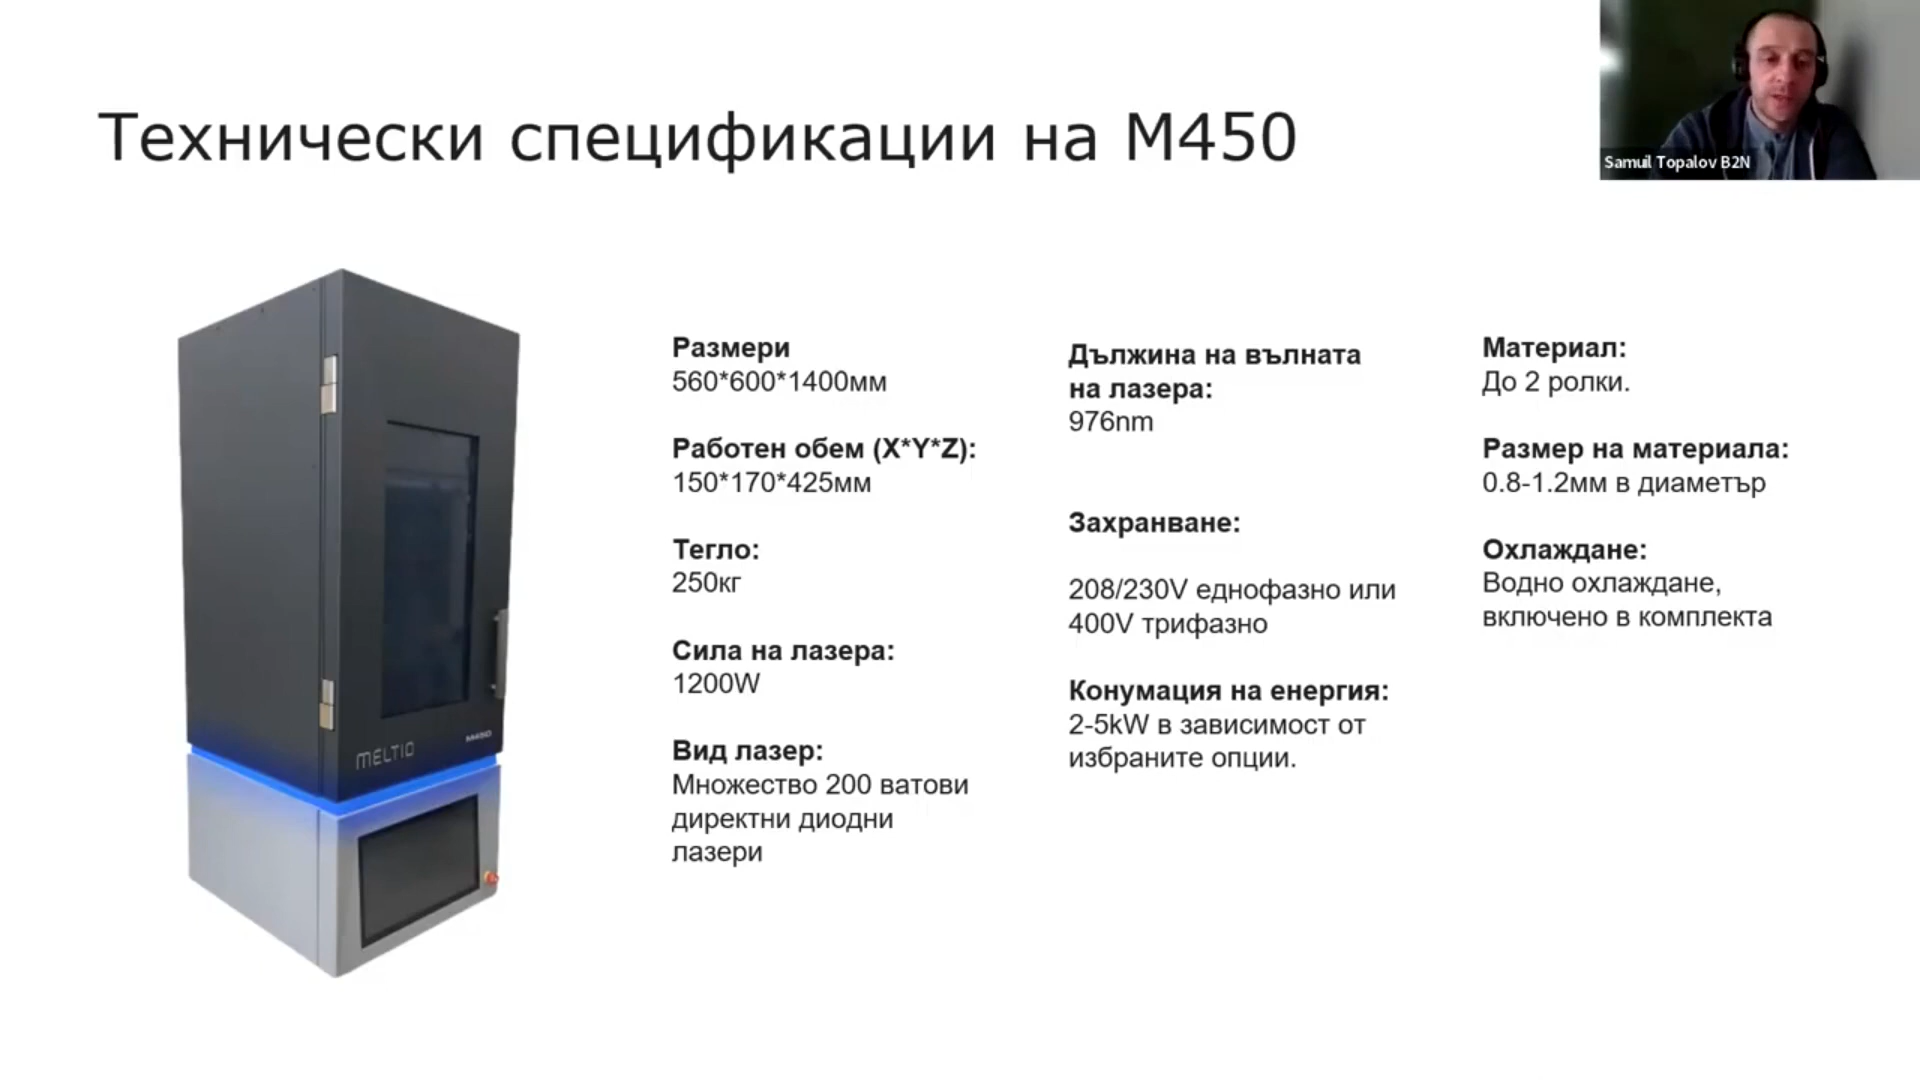 Технически спецификации на M450
Samuil Topalov B2N
Размери
560*600*1400мм
Работен обем (X*Y*Z):
150*170*425мм
Тегло:
250кг
Сила на лазера:
1200W
Вид лазер:
Множество 200 ватови
директни диодни
лазери
Дължина на вълната
на лазера:
976nm
Захранване:
208/230V еднофазно или
400V трифазно
Конумация на енергия:
2-5kW в зависимост от
избраните опции.
Материал:
До 2 ролки.
Размер на материала:
0.8-1.2мм в диаметър
Охлаждане:
Водно охлаждане,
включено в комплекта
MELTIO
M450